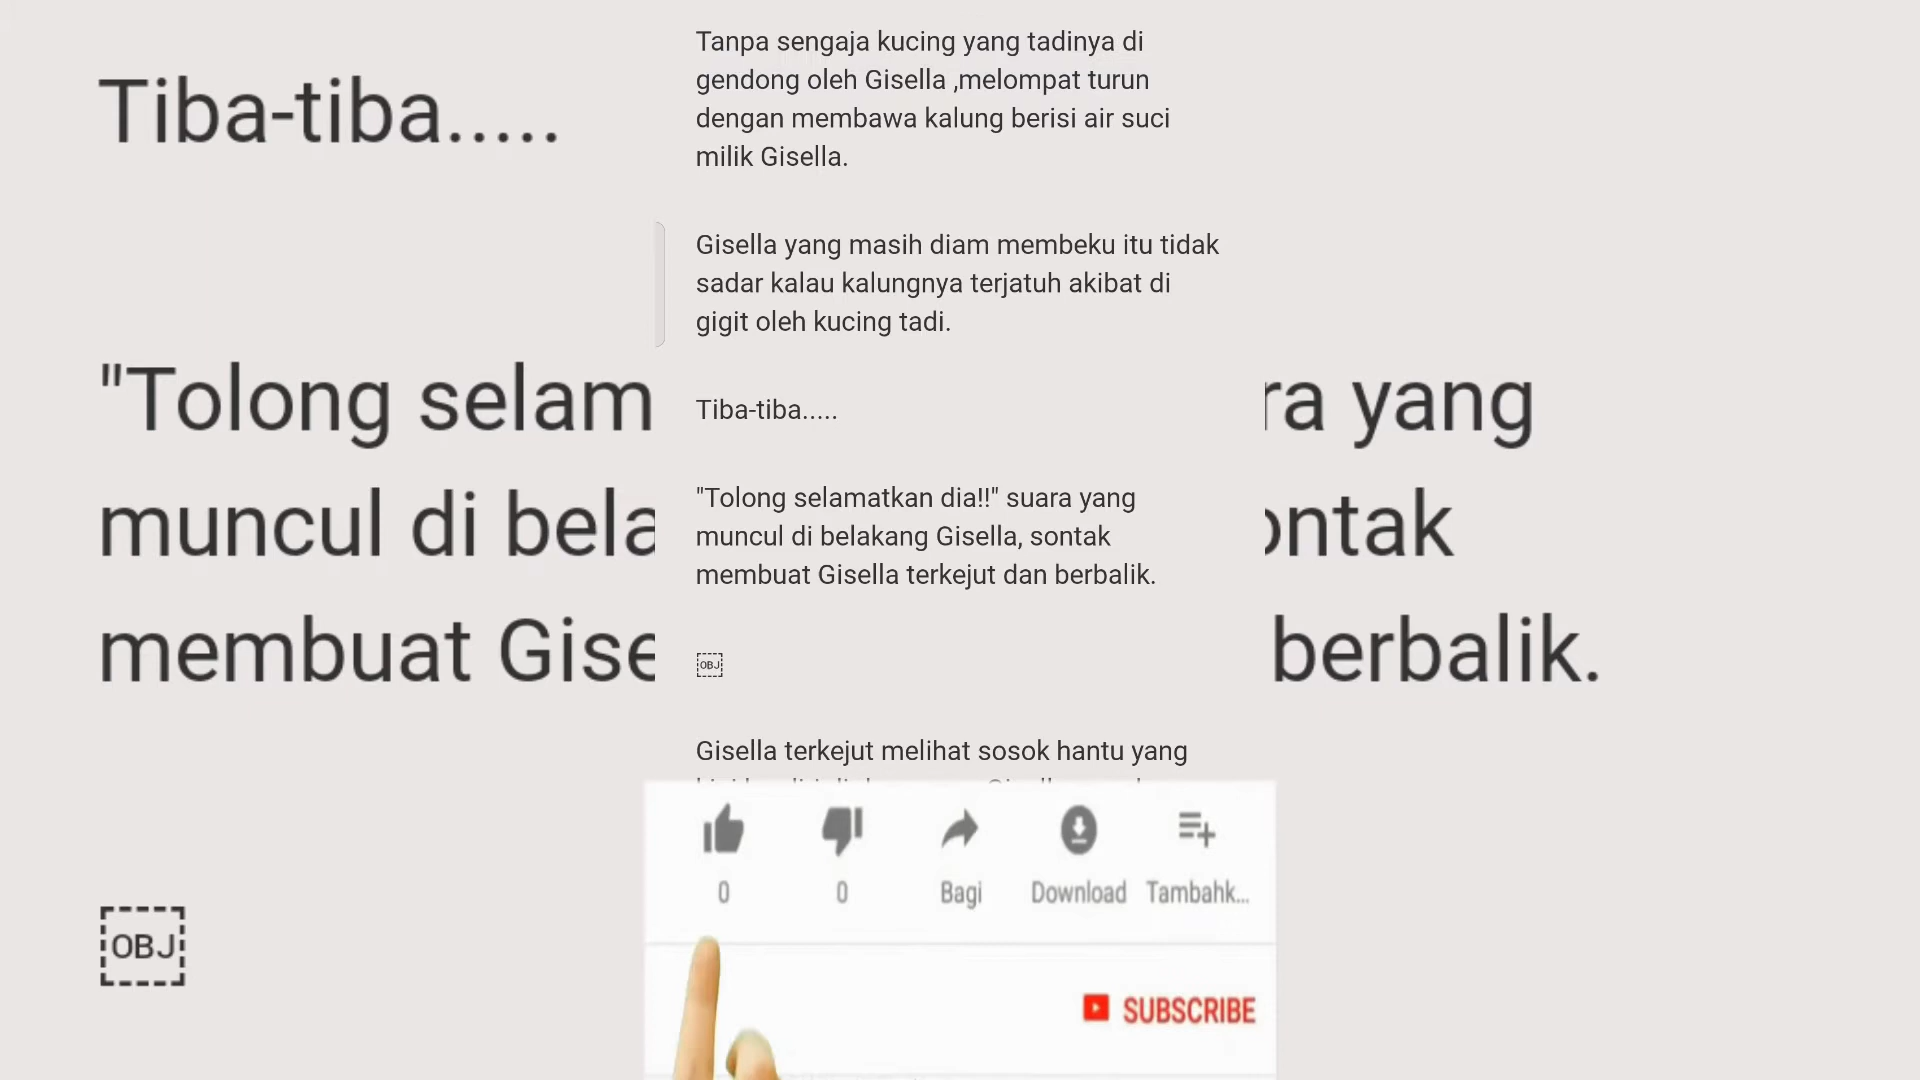 Tiba-tiba.....
"Tolong selam
muncul di bela
membuat Gise
OBJ
Tanpa sengaja kucing yang tadinya di
gendong oleh Gisella ,melompat turun
dengan membawa kalung berisi air suci
milik Gisella.
Gisella yang masih diam membeku itu tidak
sadar kalau kalungnya terjatuh akibat di
gigit oleh kucing tadi.
Tiba-tiba.....
"Tolong selamatkan dia!!" suara yang
muncul di belakang Gisella, sontak
membuat Gisella terkejut dan berbalik.
OBJ
Gisella terkejut melihat sosok hantu yang
ra yang
ontak
berbalik.
0 0 Bagi Download Tambahk...
SUBSCRIBE